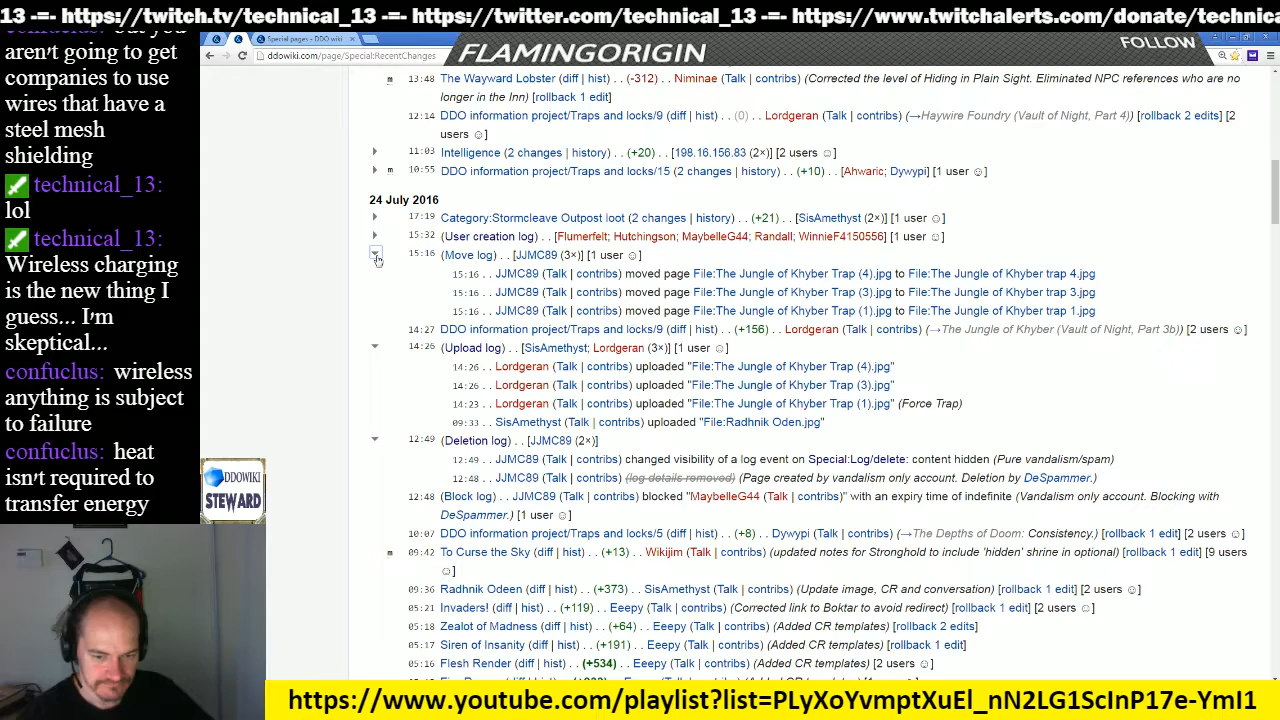 13 -=- https://twitch.tv/technical_13 -=- https://twitter.com/technical_13 -=- https://www.twitchalerts.com/donate/technica
aren't going to get
companies to use
wires that have a
steel mesh
shielding
technical_13:
lol
technical_13:
Wireless charging
is the new thing I
guess... I'm
skeptical...
confuclus: wireless
anything is subject
to failure
confuclus: heat
isn't required to
transfer energy
Special pages - DDO wiki
ddowiki.com/page/Special:RecentChanges
FLAMINGORIGIN
FOLLOW
m 13:48 The Wayward Lobster (diff | hist) . . (-312) . . Niminae (Talk | contribs) (Corrected the level of Hiding in Plain Sight. Eliminated NPC references who are no
longer in the Inn) [rollback 1 edit]
12:14 DDO information project/Traps and locks/9 (diff | hist) . . (0) . . Lordgeran (Talk | contribs) (→Haywire Foundry (Vault of Night, Part 4)) [rollback 2 edits] [2
users ☺]
11:03 Intelligence (2 changes | history) . . (+20) . . [198.16.156.83 (2×)] [2 users ☺]
m 10:55 DDO information project/Traps and locks/15 (2 changes | history) . . (+10) . . [Ahwaric; Dywypi] [1 user ☺]
24 July 2016
17:19 Category:Stormcleave Outpost loot (2 changes | history) . . (+21) . . [SisAmethyst (2×)] [1 user ☺]
15:32 (User creation log) . . [Flumerfelt; Hutchingson; MaybelleG44; Randall; WinnieF4150556] [1 user ☺]
15:16 (Move log) . . [JJMC89 (3×)] [1 user ☺]
15:16 . . JJMC89 (Talk | contribs) moved page File:The Jungle of Khyber Trap (4).jpg to File:The Jungle of Khyber trap 4.jpg
15:16 . . JJMC89 (Talk | contribs) moved page File:The Jungle of Khyber Trap (3).jpg to File:The Jungle of Khyber trap 3.jpg
15:16 . . JJMC89 (Talk | contribs) moved page File:The Jungle of Khyber Trap (1).jpg to File:The Jungle of Khyber trap 1.jpg
14:27 DDO information project/Traps and locks/9 (diff | hist) . . (+156) . . Lordgeran (Talk | contribs) (→The Jungle of Khyber (Vault of Night, Part 3b)) [2 users ☺]
14:26 (Upload log) . . [SisAmethyst; Lordgeran (3×)] [1 user ☺]
14:26 . . Lordgeran (Talk | contribs) uploaded "File:The Jungle of Khyber Trap (4).jpg"
14:26 . . Lordgeran (Talk | contribs) uploaded "File:The Jungle of Khyber Trap (3).jpg"
14:23 . . Lordgeran (Talk | contribs) uploaded "File:The Jungle of Khyber Trap (1).jpg" (Force Trap)
09:33 . . SisAmethyst (Talk | contribs) uploaded "File:Radhnik Oden.jpg"
12:49 (Deletion log) . . [JJMC89 (2×)]
12:49 . . JJMC89 (Talk | contribs) changed visibility of a log event on Special:Log/delete: content hidden (Pure vandalism/spam)
12:48 . . JJMC89 (Talk | contribs) (log details removed) (Page created by vandalism only account. Deletion by DeSpammer.)
12:48 (Block log) . . JJMC89 (Talk | contribs) blocked "MaybelleG44 (Talk | contribs)" with an expiry time of indefinite (Vandalism only account. Blocking with
DeSpammer.) [1 user ☺]
10:07 DDO information project/Traps and locks/5 (diff | hist) . . (+8) . . Dywypi (Talk | contribs) (→The Depths of Doom: Consistency.) [rollback 1 edit] [2 users ☺]
m 09:42 To Curse the Sky (diff | hist) . . (+13) . . Wikijim (Talk | contribs) (updated notes for Stronghold to include 'hidden' shrine in optional) [rollback 1 edit] [9 users
☺]
09:36 Radhnik Odeen (diff | hist) . . (+373) . . SisAmethyst (Talk | contribs) (Update image, CR and conversation) [rollback 1 edit] [2 users ☺]
05:21 Invaders! (diff | hist) . . (+119) . . Eeepy (Talk | contribs) (Corrected link to Boktar to avoid redirect) [rollback 1 edit] [2 users ☺]
05:18 Zealot of Madness (diff | hist) . . (+64) . . Eeepy (Talk | contribs) (Added CR templates) [rollback 2 edits]
05:17 Siren of Insanity (diff | hist) . . (+191) . . Eeepy (Talk | contribs) (Added CR templates) [rollback 1 edit]
05:16 Flesh Render (diff | hist) . . (+534) . . Eeepy (Talk | contribs) (Added CR templates) [2 users ☺]
DDOWIKI
STEWARD
https://www.youtube.com/playlist?list=PLyXoYvmptXuEl_nN2LG1ScInP17e-YmI1